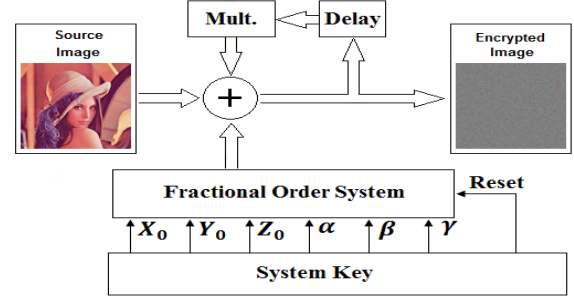 Mult.
Delay
Source
Image
Encrypted
Image
+
Fractional Order System
Reset
X₀ Y₀ Z₀ α β γ
System Key